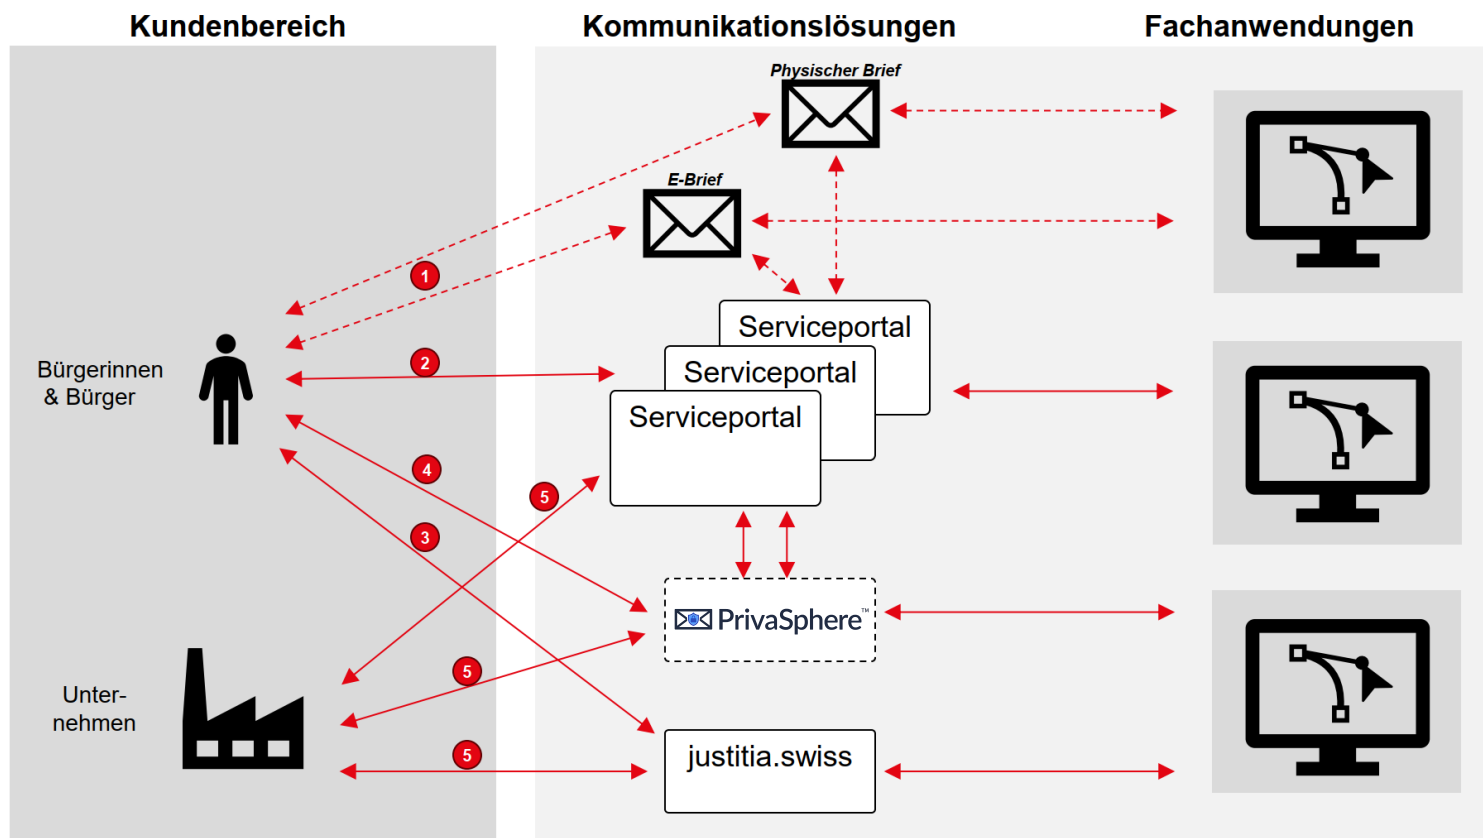 Kundenbereich
Kommunikationslösungen
Fachanwendungen
Physischer Brief
E-Brief
1
Serviceportal
2
Bürgerinnen
& Bürger
Serviceportal
Serviceportal
4
5
3
PrivaSphere™
5
Unter-
nehmen
5
justitia.swiss